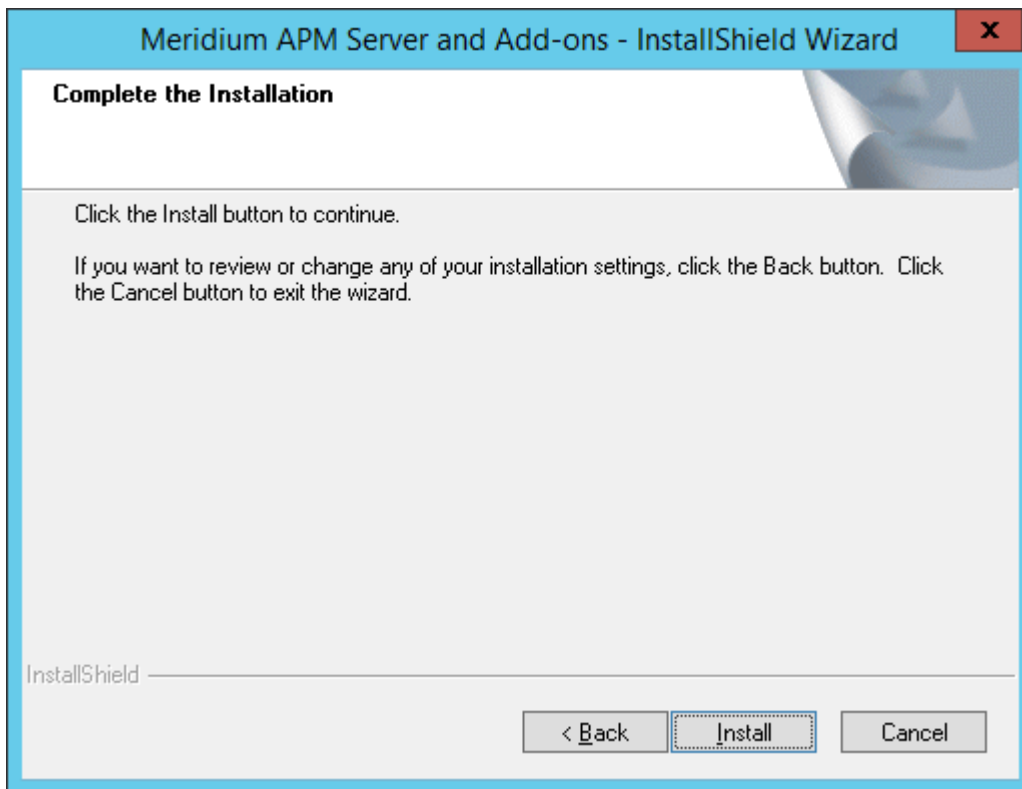 Meridium APM Server and Add-ons - InstallShield Wizard
x
Complete the Installation
Click the Install button to continue.
If you want to review or change any of your installation settings, click the Back button.  Click
the Cancel button to exit the wizard.
InstallShield
< Back
Install
Cancel